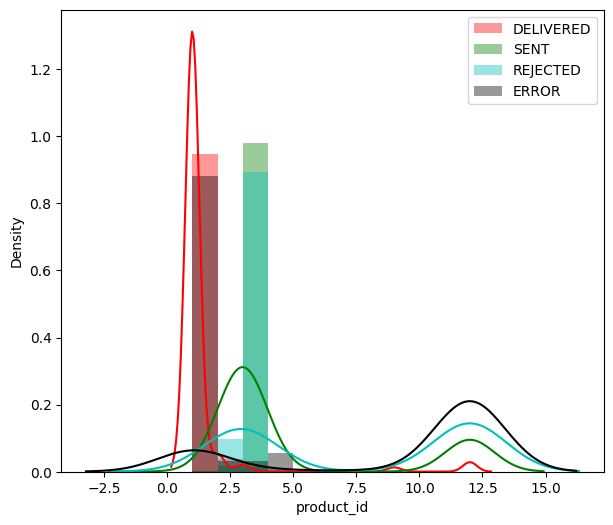 DELIVERED
SENT
REJECTED
ERROR
1.2
1.0
0.8
0.6
0.4
0.2
0.0
Density
−2.5 0.0 2.5 5.0 7.5 10.0 12.5 15.0
product_id